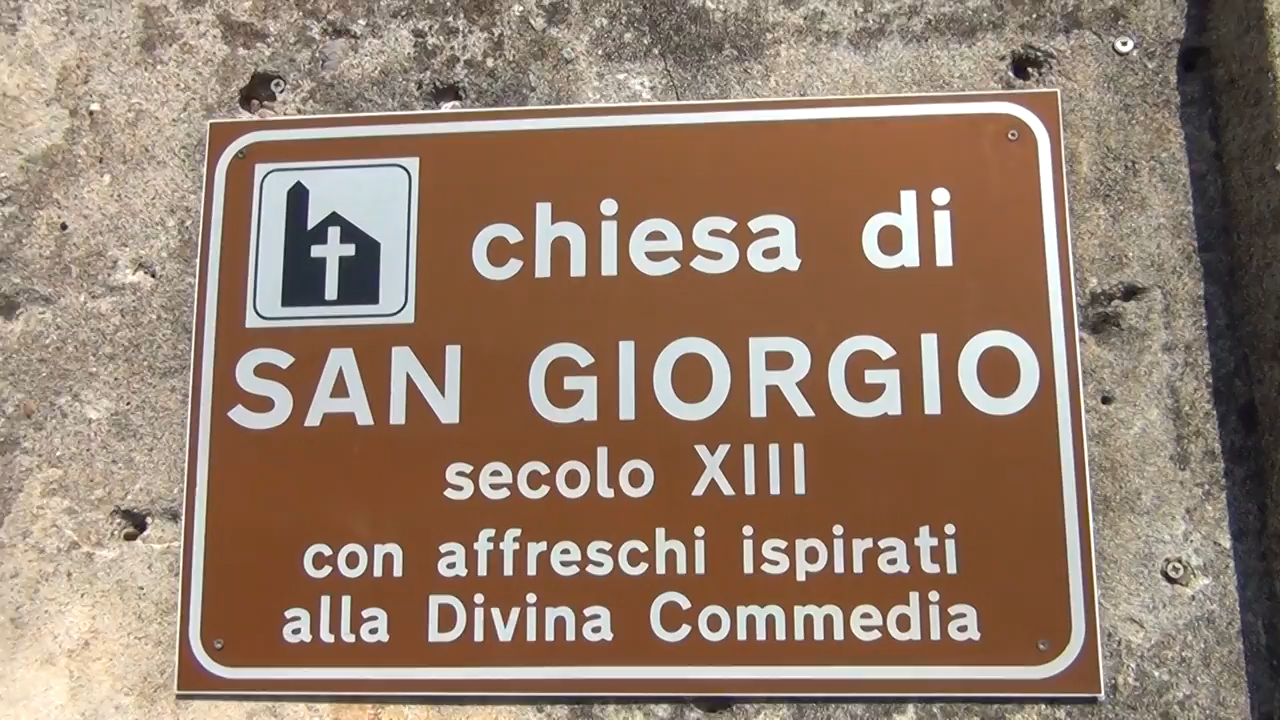 chiesa di
SAN GIORGIO
secolo XIII
con affreschi ispirati
alla Divina Commedia